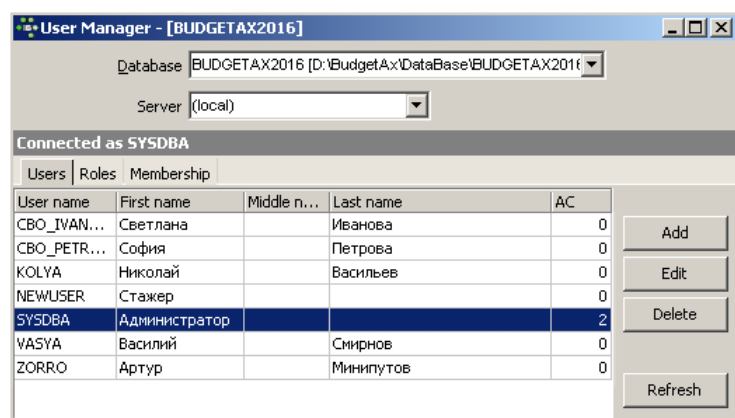 User Manager - [BUDGETAX2016]
Database BUDGETAX2016 [D:\BudgetAx\DataBase\BUDGETAX2016
Server (local)
Connected as SYSDBA
Users Roles Membership
User name First name Middle n... Last name AC
CBO_IVAN... Светлана Иванова 0
CBO_PETR... София Петрова 0
KOLYA Николай Васильев 0
NEWUSER Стажер 0
SYSDBA Администратор 2
VASYA Василий Смирнов 0
ZORRO Артур Минипутов 0
Add
Edit
Delete
Refresh